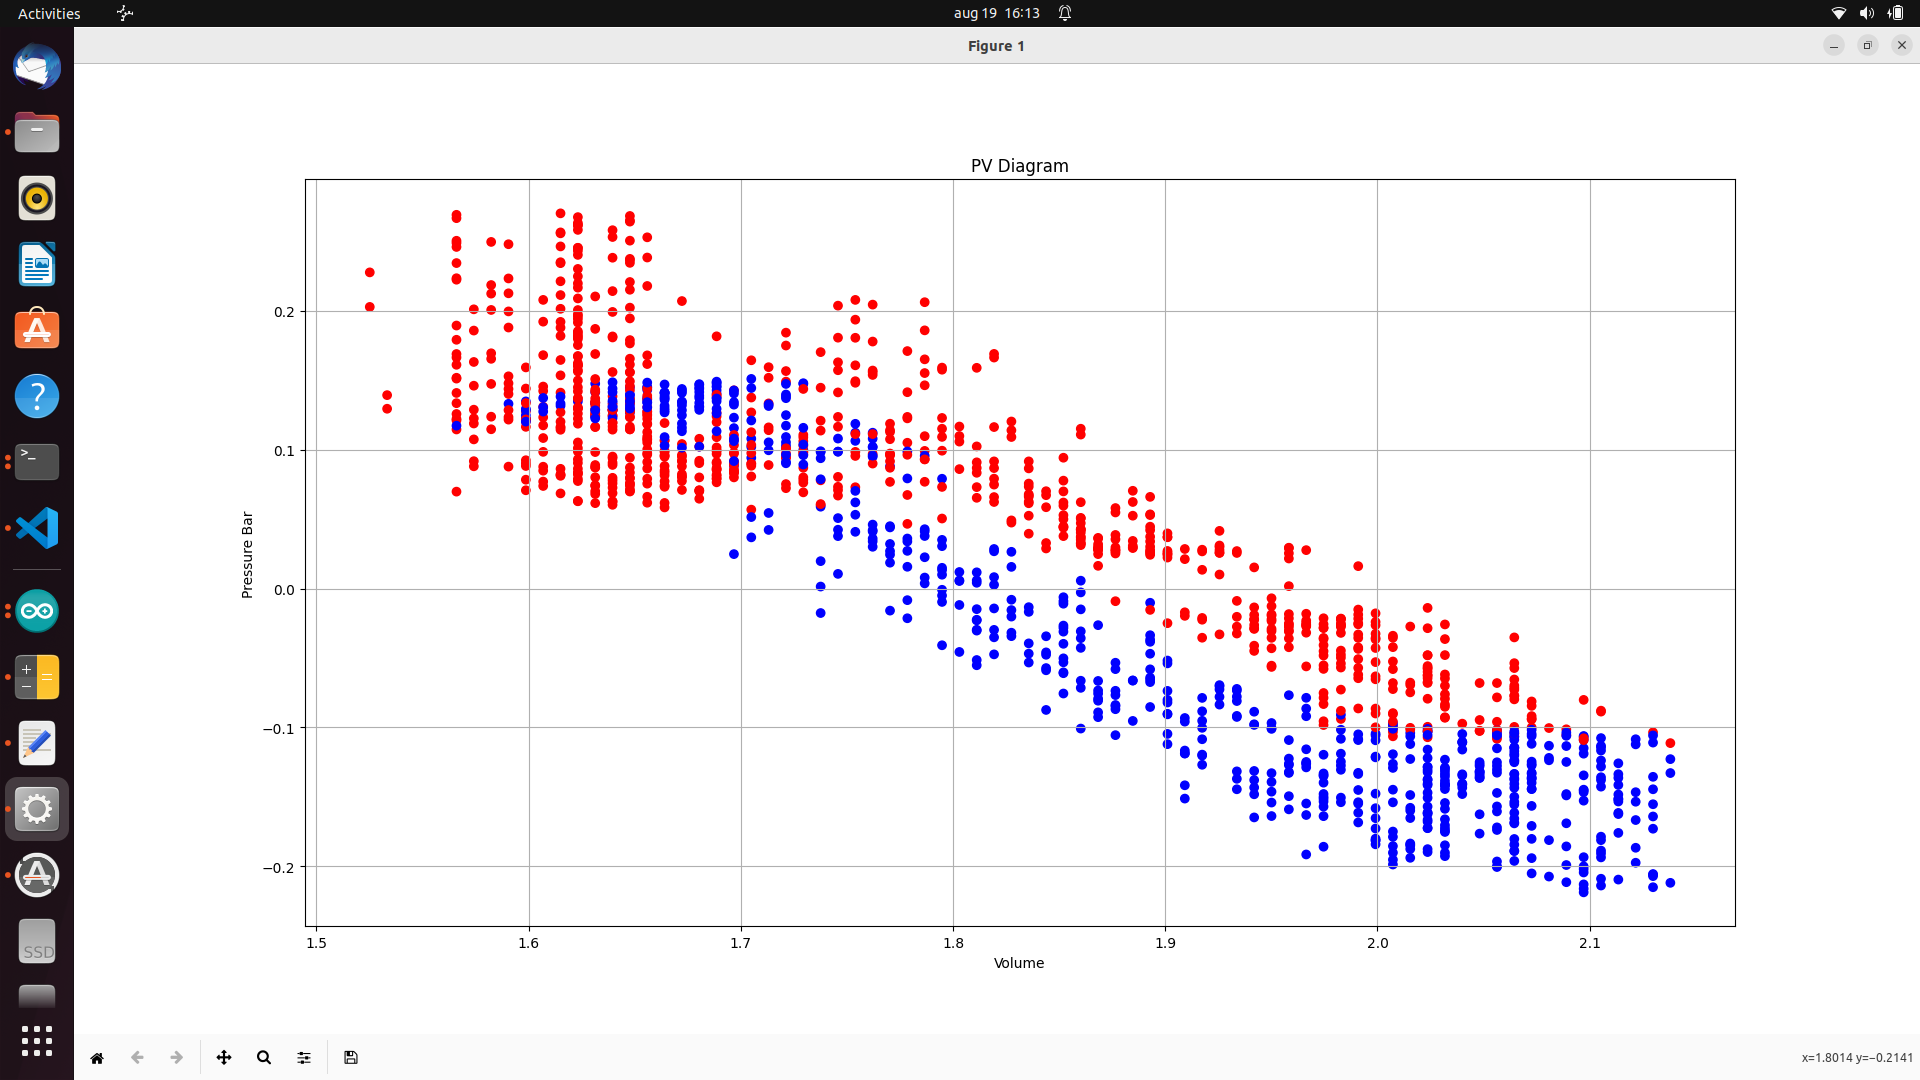 Activities
aug 19 16:13
Figure 1
PV Diagram
0.2
0.1
0.0
−0.1
−0.2
Pressure Bar
1.5 1.6 1.7 1.8 1.9 2.0 2.1
Volume
SSD
x=1.8014 y=−0.2141